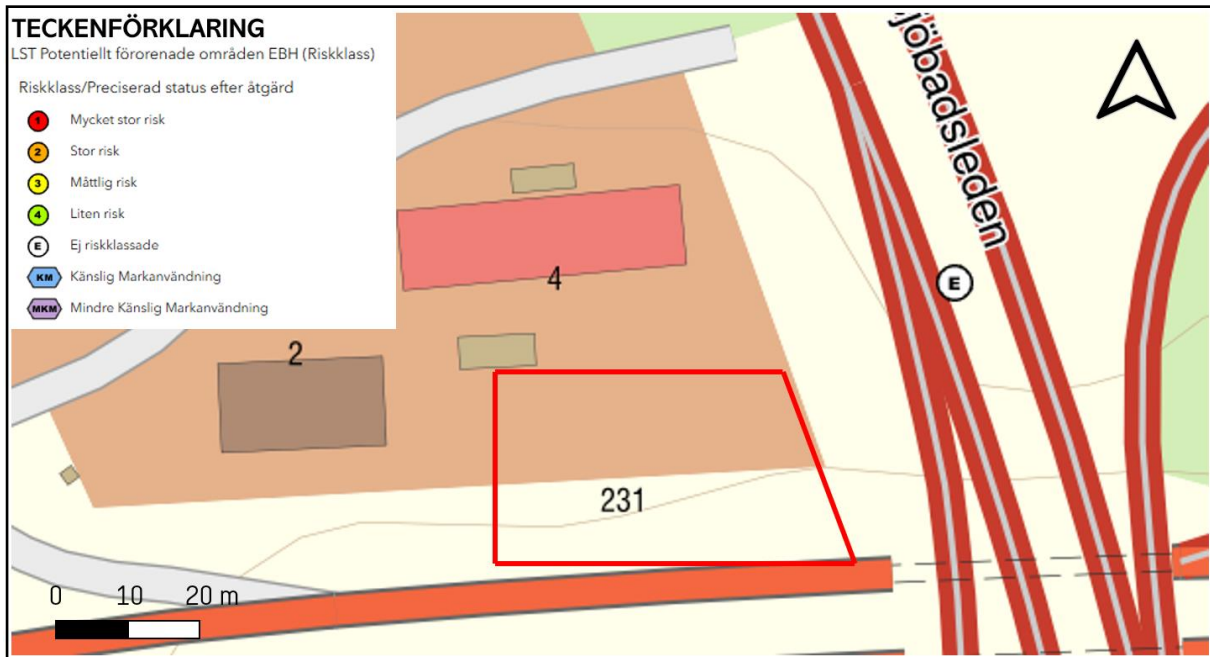 TECKENFÖRKLARING
LST Potentiellt förorenade områden EBH (Riskklass)
Riskklass/Preciserad status efter åtgärd
1 Mycket stor risk
2 Stor risk
3 Måttlig risk
4 Liten risk
E Ej riskklassade
KM Känslig Markanvändning
MKM Mindre Känslig Markanvändning
jöbadsleden
E
4
2
231
0 10 20 m